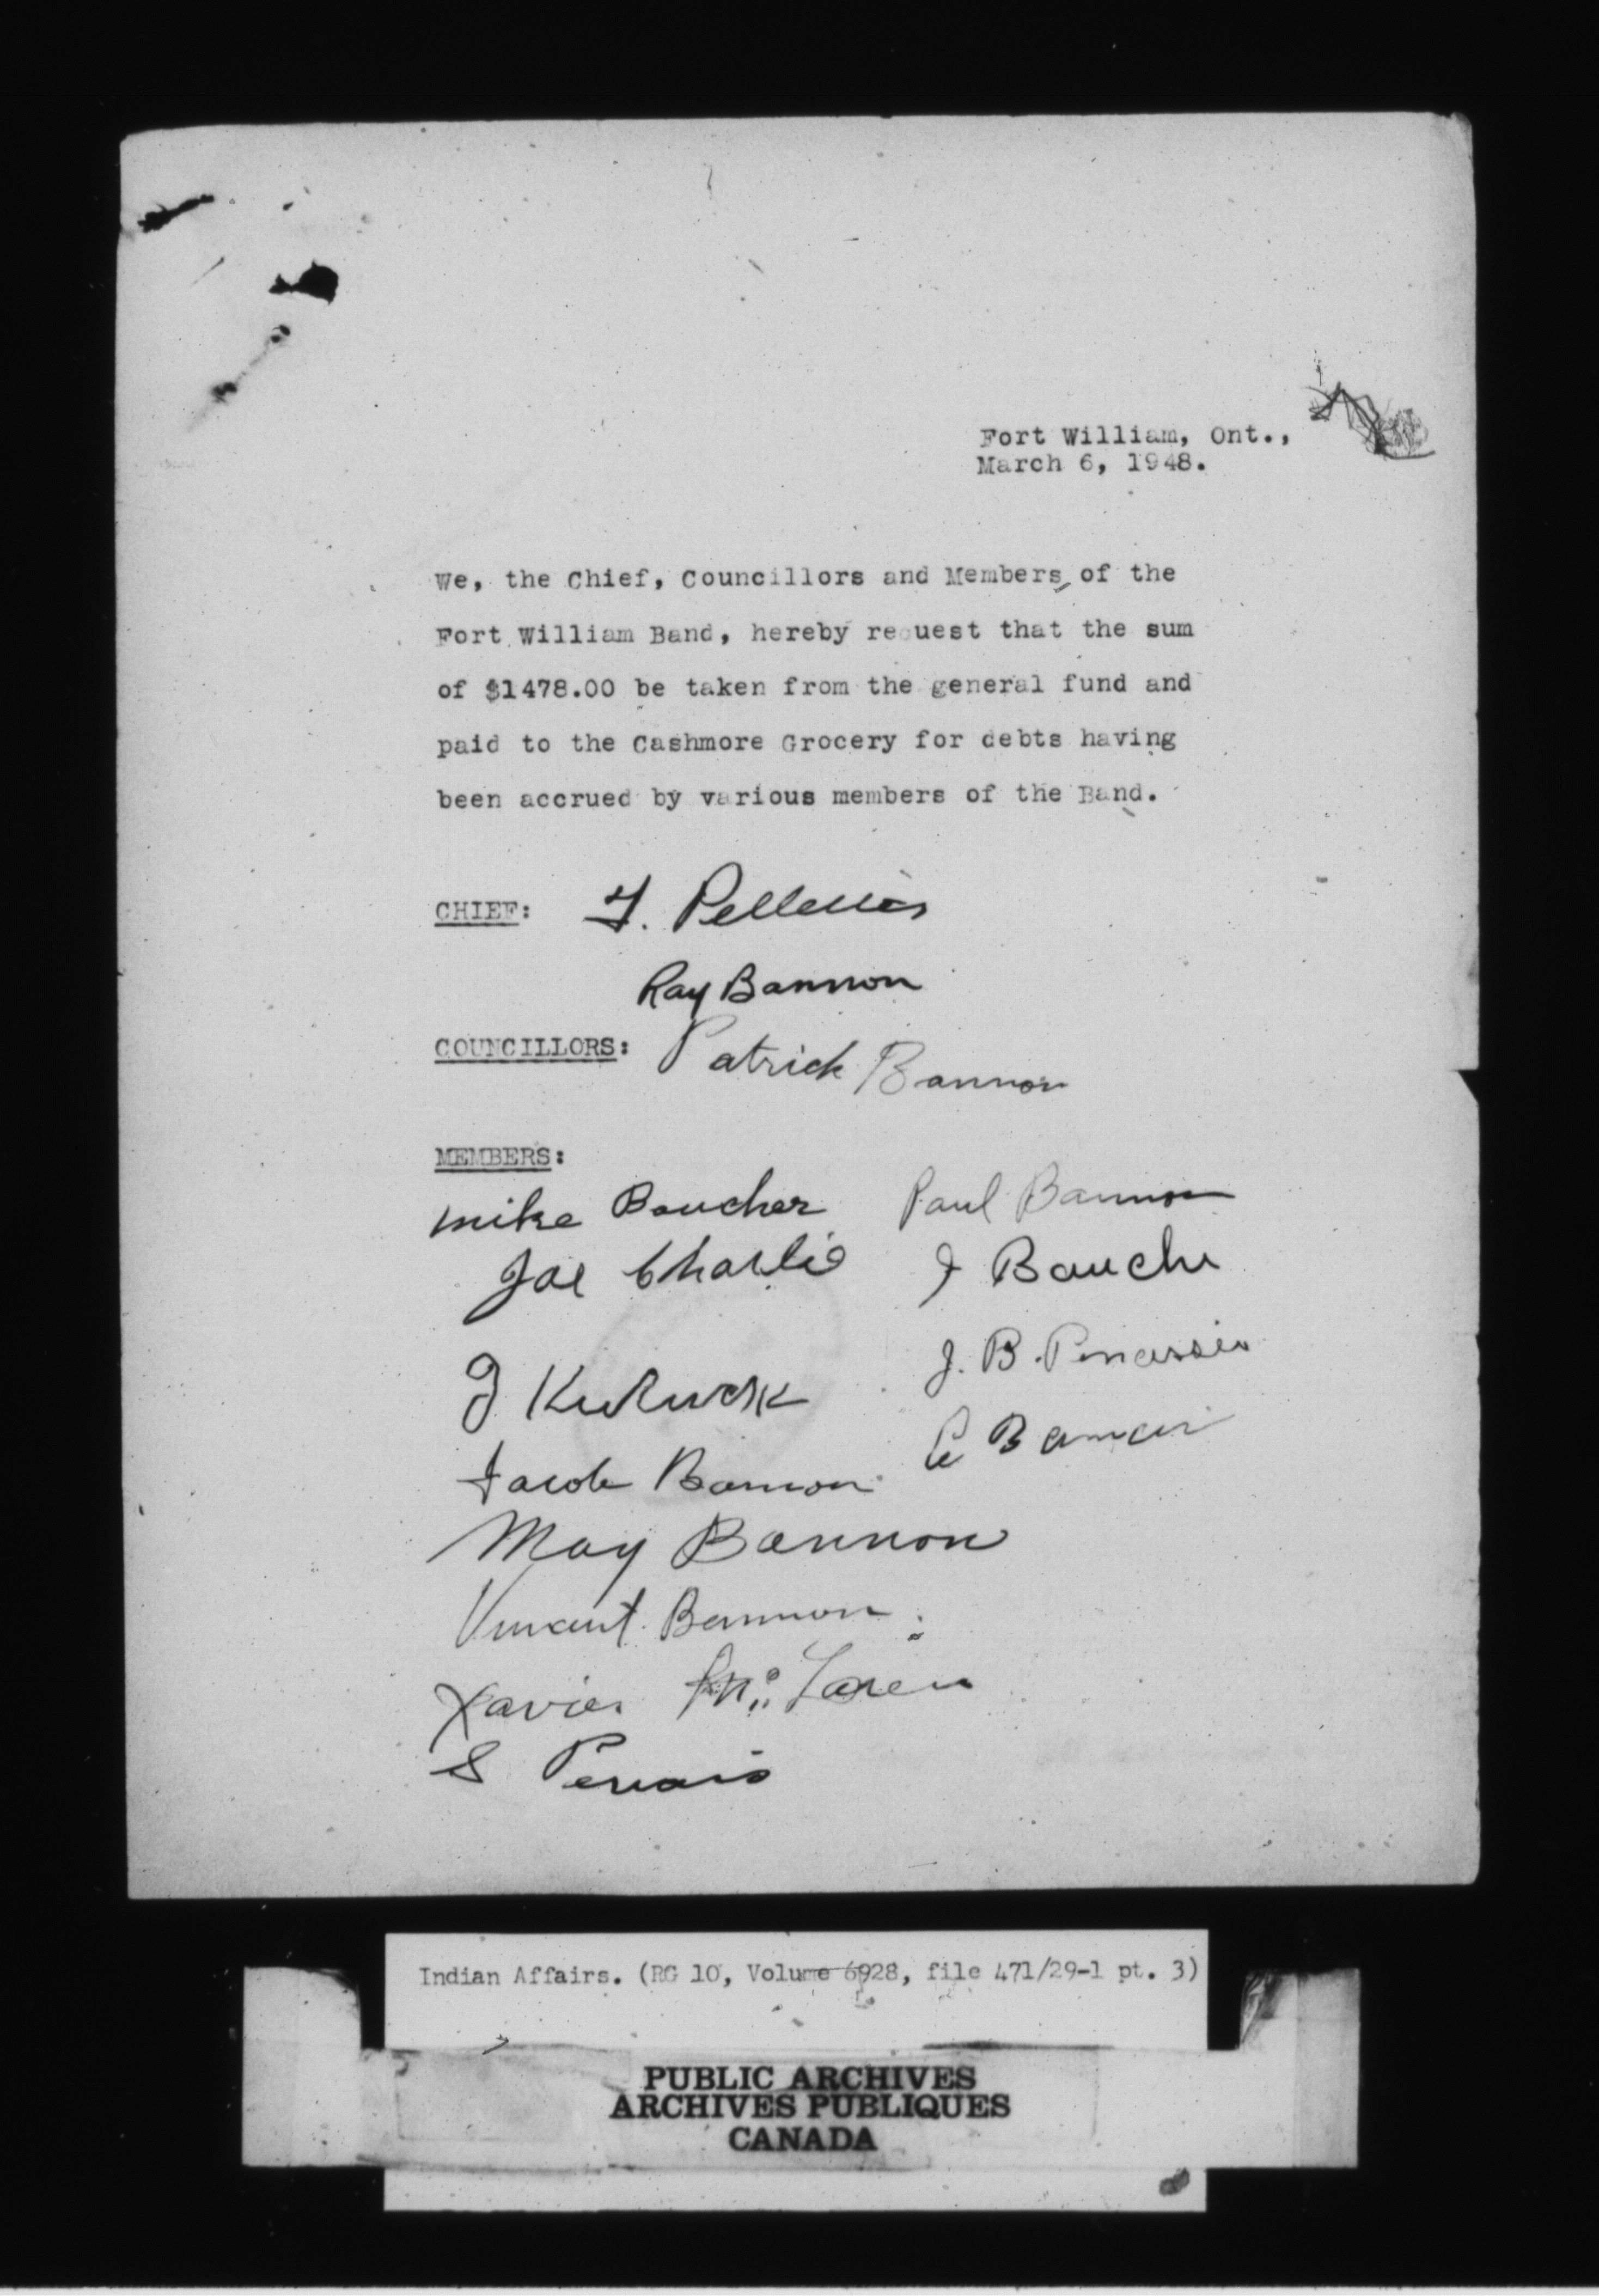 Fort William, Ont.,
March 6, 1948.
We, the Chief, Councillors and Members of the
Fort William Band, hereby request that the sum
of $1478.00 be taken from the general fund and
paid to the Cashmore Grocery for debts having
been accrued by various members of the Band.
CHIEF:
Ray Bannon
COUNCILLORS: Patrick Bannon
MEMBERS:
Mike Boucher Paul Bannon
Joe Charlie J
J J. B.
Jacob Bannon
May Bannon
Bannon
Xavier
S
Indian Affairs. (RG 10, Volume 6928, file 471/29-1 pt. 3)
PUBLIC ARCHIVES
ARCHIVES PUBLIQUES
CANADA